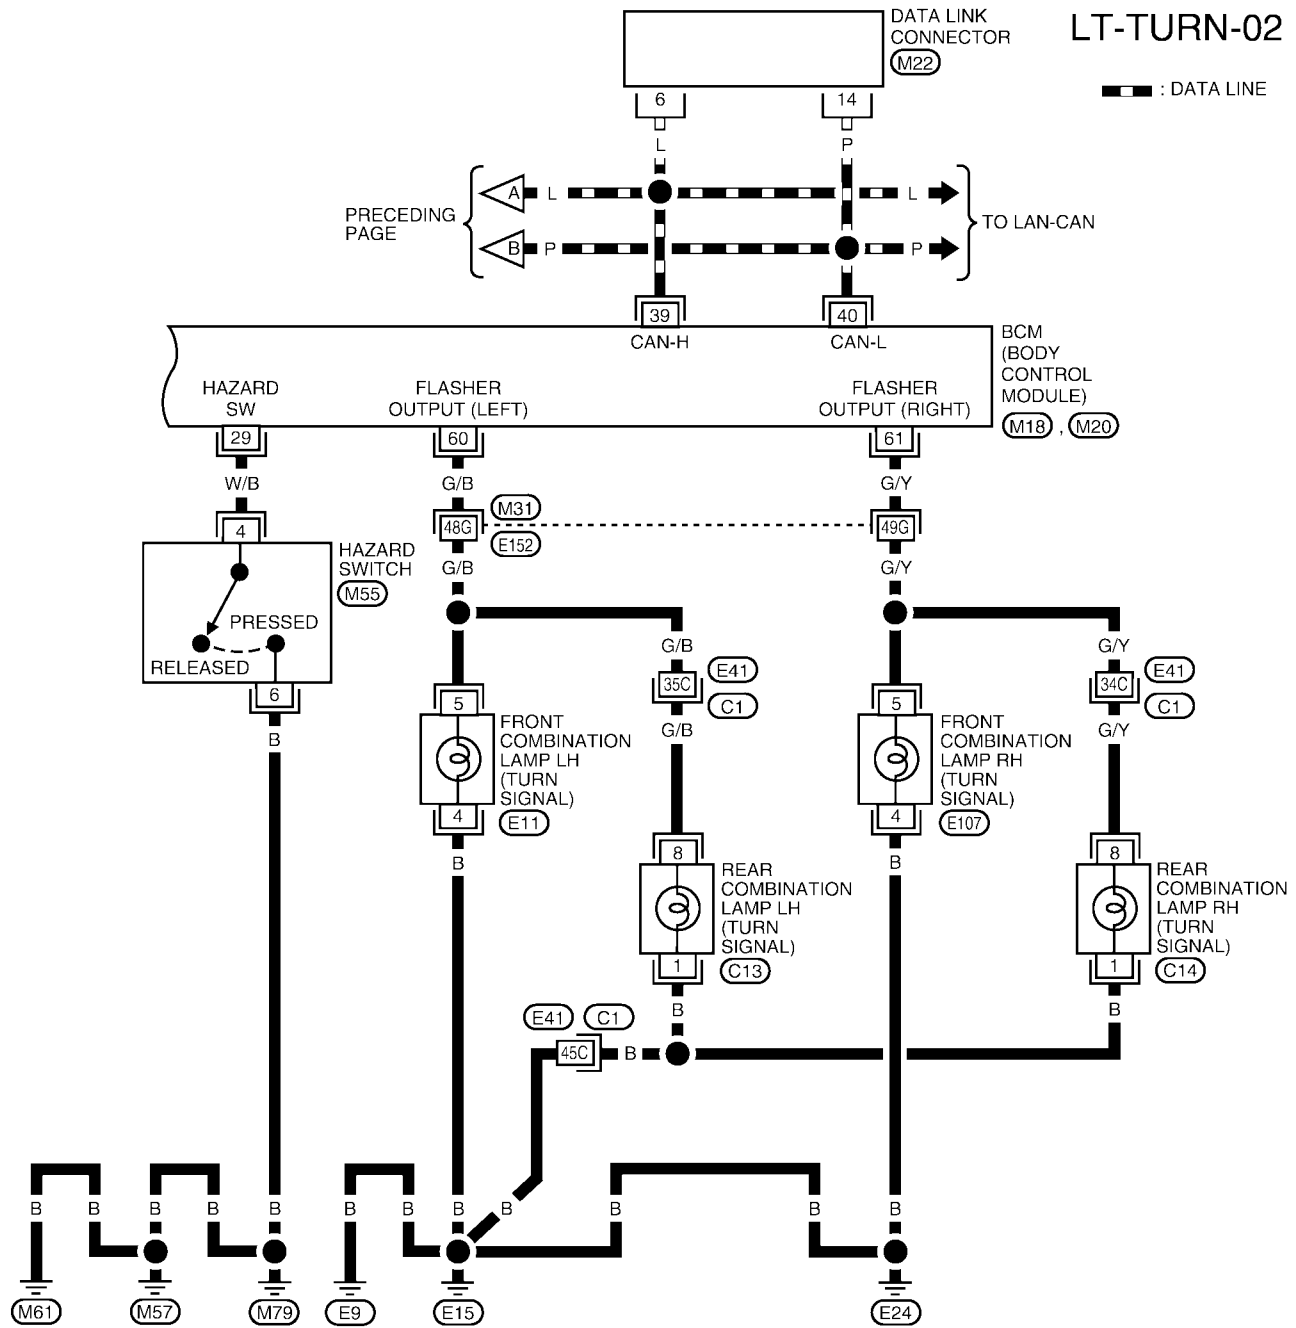 DATA LINK
CONNECTOR
M22
LT-TURN-02
: DATA LINE
6
14
L
P
PRECEDING
PAGE
A
L
L
B
P
P
TO LAN-CAN
39
40
CAN-H
CAN-L
BCM
(BODY
CONTROL
MODULE)
M18 , M20
HAZARD
SW
FLASHER
OUTPUT (LEFT)
FLASHER
OUTPUT (RIGHT)
29
60
61
W/B
G/B
G/Y
M31
48G
49G
E152
4
HAZARD
SWITCH
M55
PRESSED
RELEASED
6
B
G/B
G/Y
G/B
35C
E41
C1
G/B
G/Y
34C
E41
C1
G/Y
5
FRONT
COMBINATION
LAMP LH
(TURN
SIGNAL)
E11
4
B
5
FRONT
COMBINATION
LAMP RH
(TURN
SIGNAL)
E107
4
B
8
REAR
COMBINATION
LAMP LH
(TURN
SIGNAL)
C13
1
B
8
REAR
COMBINATION
LAMP RH
(TURN
SIGNAL)
C14
1
B
E41 C1
45C
B
B B B B B B B B B B B B
M61 M57 M79 E9 E15 E24